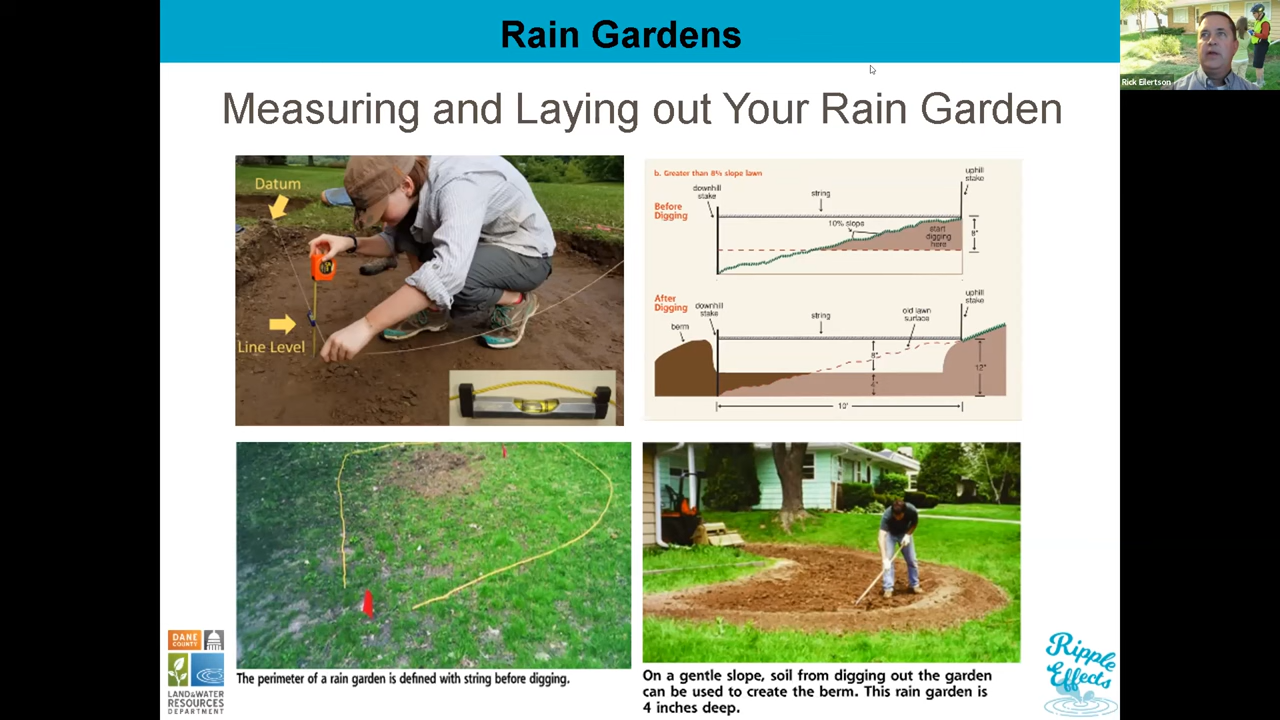 Rain Gardens
Rick Eilertson
Measuring and Laying out Your Rain Garden
Datum
Line Level
b. Greater than 8% slope lawn
uphill
stake
downhill
stake
string
Before
Digging
10% slope
start
digging
here
8"
After
Digging
downhill
stake
uphill
stake
berm
string
old lawn
surface
8"
4"
12"
10'
The perimeter of a rain garden is defined with string before digging.
On a gentle slope, soil from digging out the garden
can be used to create the berm. This rain garden is
4 inches deep.
DANE
COUNTY
LAND & WATER
RESOURCES
DEPARTMENT
Ripple
Effects